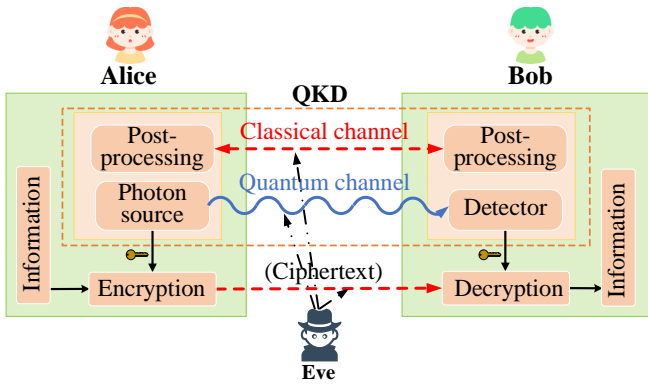 Alice
QKD
Bob
Post-
processing
Classical channel
Post-
processing
Photon
source
Quantum channel
Detector
Information
Information
Encryption
(Ciphertext)
Decryption
Eve